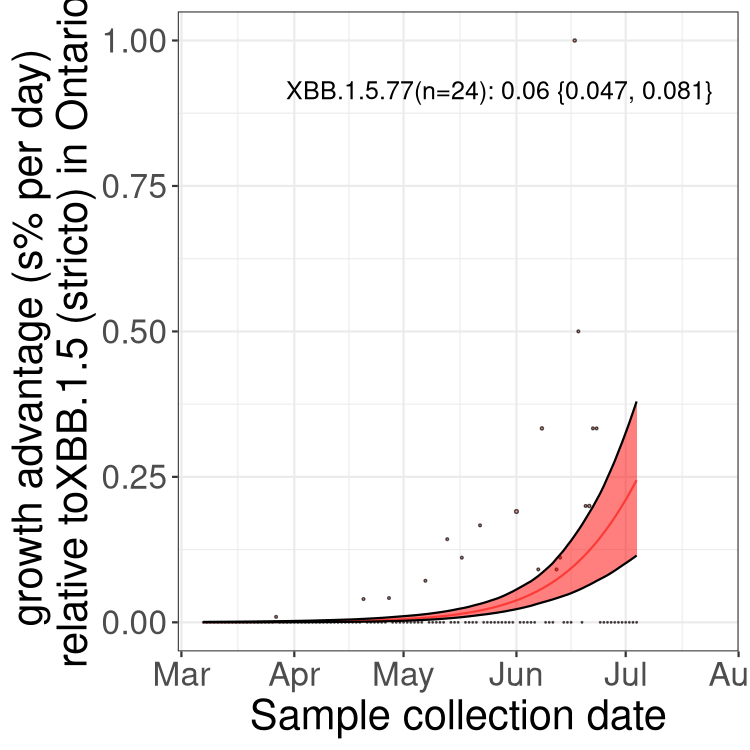 growth advantage (s% per day)
relative toXBB.1.5 (stricto) in Ontario
1.00
XBB.1.5.77(n=24): 0.06 {0.047, 0.081}
0.75
0.50
0.25
0.00
Mar Apr May Jun Jul Au
Sample collection date